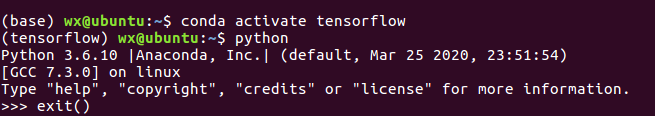 (base) wx@ubuntu:~$ conda activate tensorflow
(tensorflow) wx@ubuntu:~$ python
Python 3.6.10 |Anaconda, Inc.| (default, Mar 25 2020, 23:51:54)
[GCC 7.3.0] on linux
Type "help", "copyright", "credits" or "license" for more information.
>>> exit()